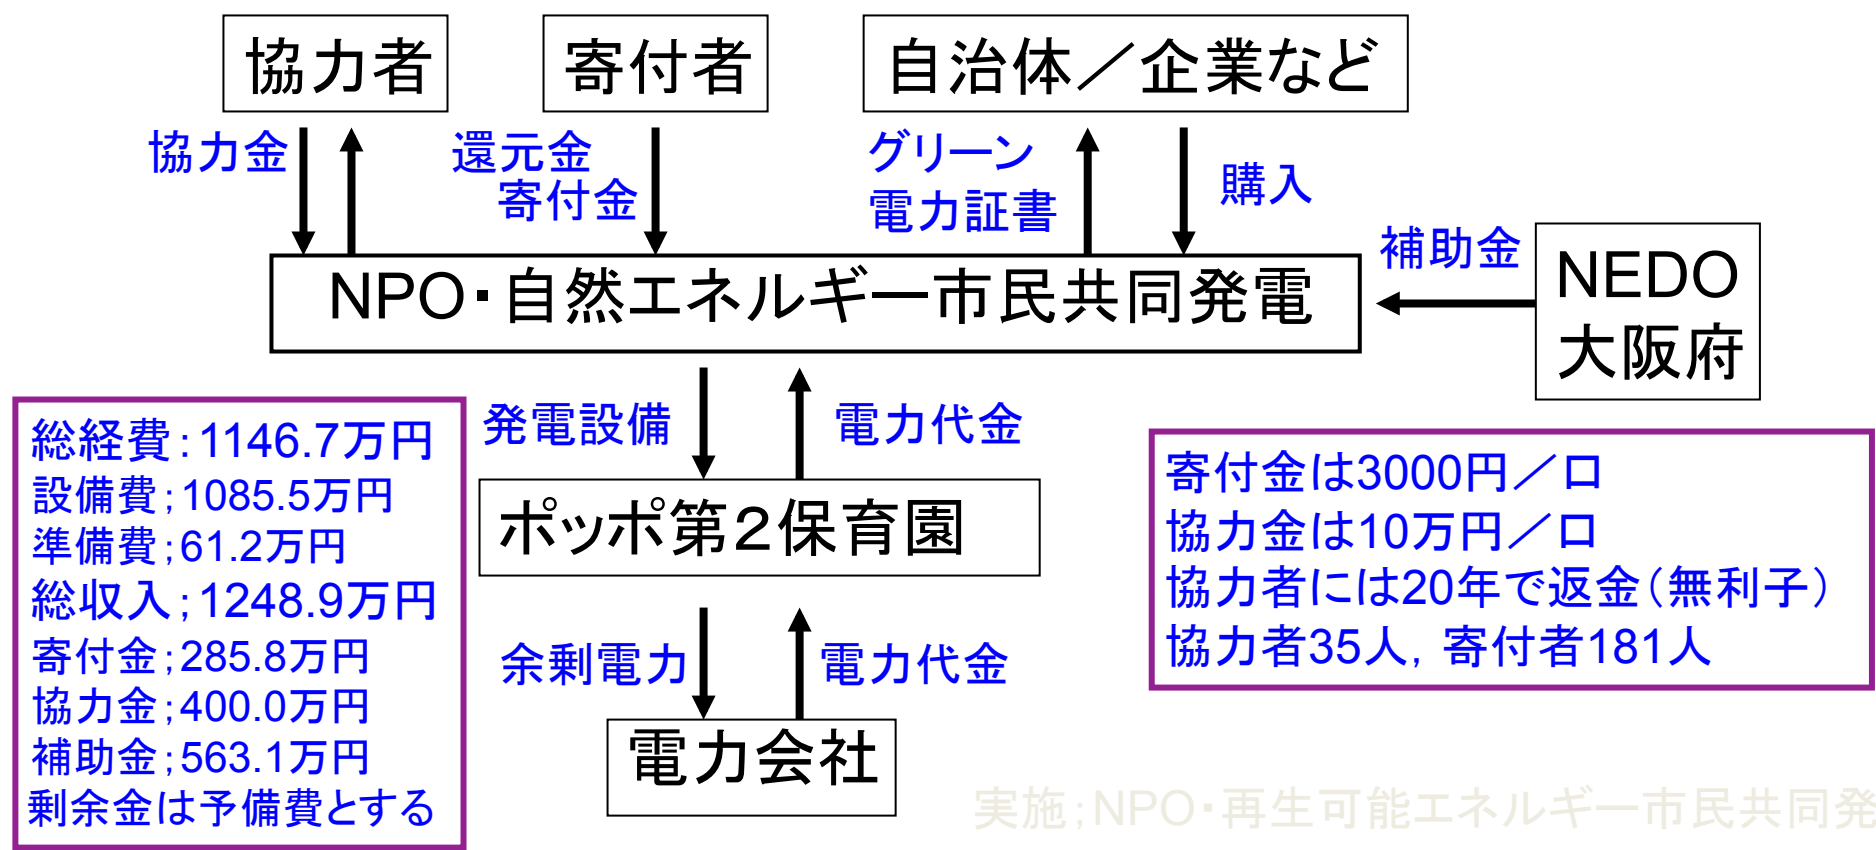 協力者
寄付者
自治体／企業など
協力金
還元金
寄付金
グリーン
電力証書
購入
補助金
NEDO
大阪府
NPO･自然エネルギー市民共同発電
発電設備
電力代金
ポッポ第２保育園
余剰電力
電力代金
電力会社
総経費：1146.7万円
設備費；1085.5万円
準備費；61.2万円
総収入；1248.9万円
寄付金；285.8万円
協力金；400.0万円
補助金；563.1万円
剰余金は予備費とする
寄付金は3000円／口
協力金は10万円／口
協力者には20年で返金（無利子）
協力者35人，寄付者181人
実施；NPO･再生可能エネルギー市民共同発